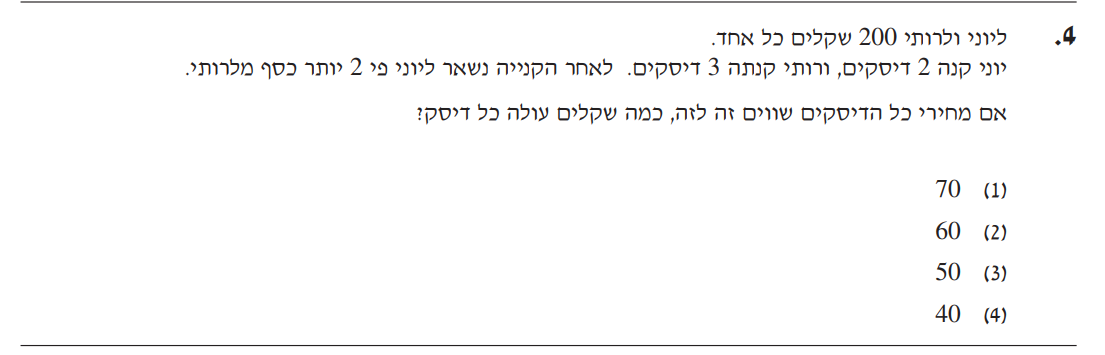 4. ליוני ולרותי 200 שקלים כל אחד.
יוני קנה 2 דיסקים, ורותי קנתה 3 דיסקים. לאחר הקנייה נשאר ליוני פי 2 יותר כסף מלרותי.
אם מחירי כל הדיסקים שווים זה לזה, כמה שקלים עולה כל דיסק?
(1) 70
(2) 60
(3) 50
(4) 40